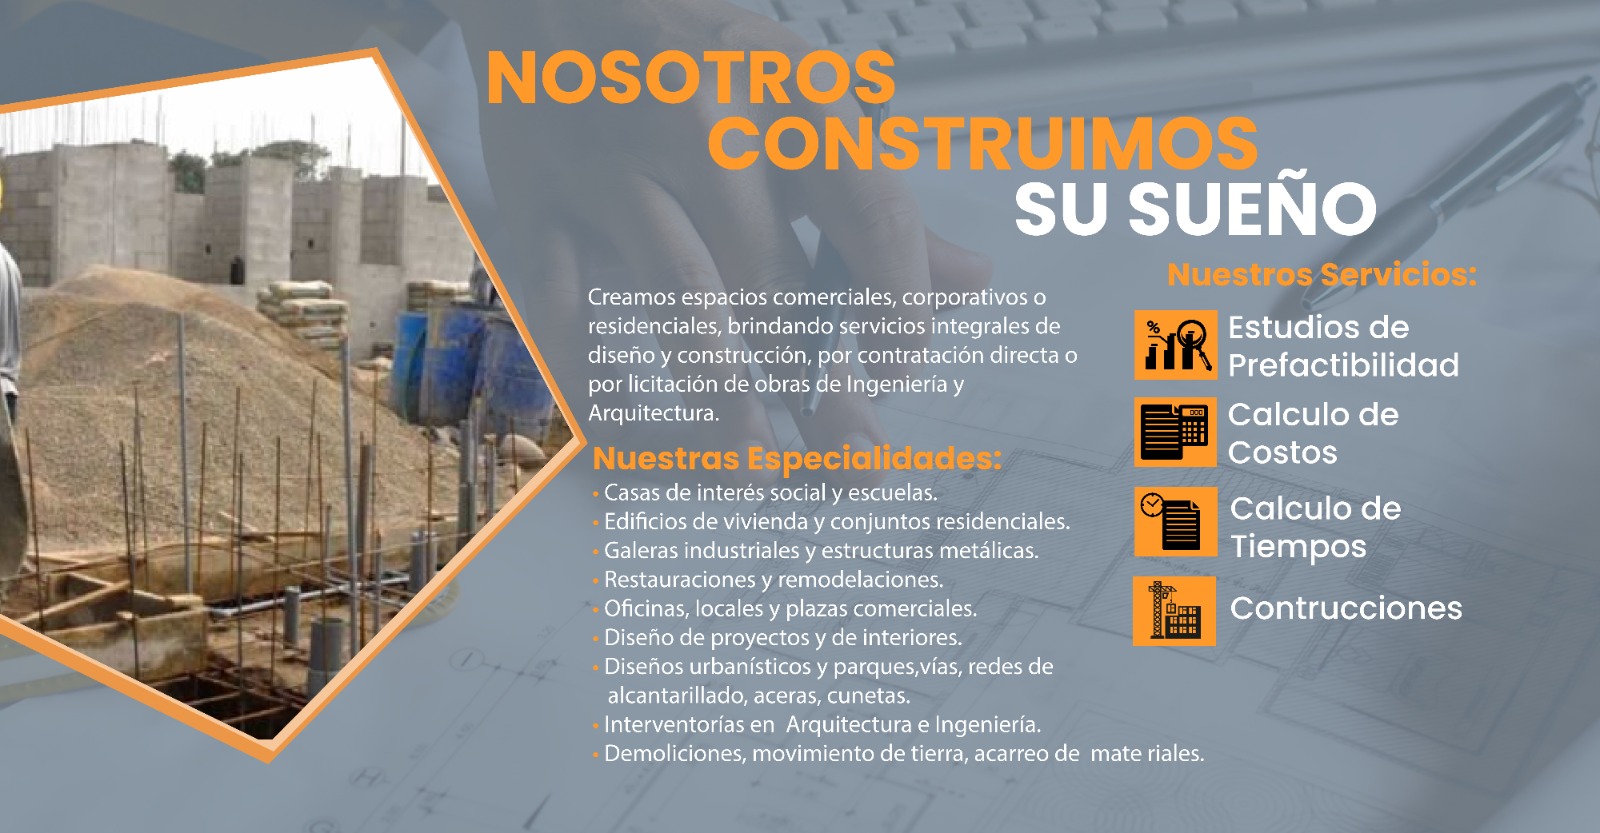 NOSOTROS
CONSTRUIMOS
SU SUEÑO
Creamos espacios comerciales, corporativos o
residenciales, brindando servicios integrales de
diseño y construcción, por contratación directa o
por licitación de obras de Ingeniería y
Arquitectura.
Nuestras Especialidades:
• Casas de interés social y escuelas.
• Edificios de vivienda y conjuntos residenciales.
• Galeras industriales y estructuras metálicas.
• Restauraciones y remodelaciones.
• Oficinas, locales y plazas comerciales.
• Diseño de proyectos y de interiores.
• Diseños urbanísticos y parques,vías, redes de
alcantarillado, aceras, cunetas.
• Interventorías en  Arquitectura e Ingeniería.
• Demoliciones, movimiento de tierra, acarreo de  mate riales.
Nuestros Servicios:
%
Estudios de
Prefactibilidad
Calculo de
Costos
Calculo de
Tiempos
Contrucciones